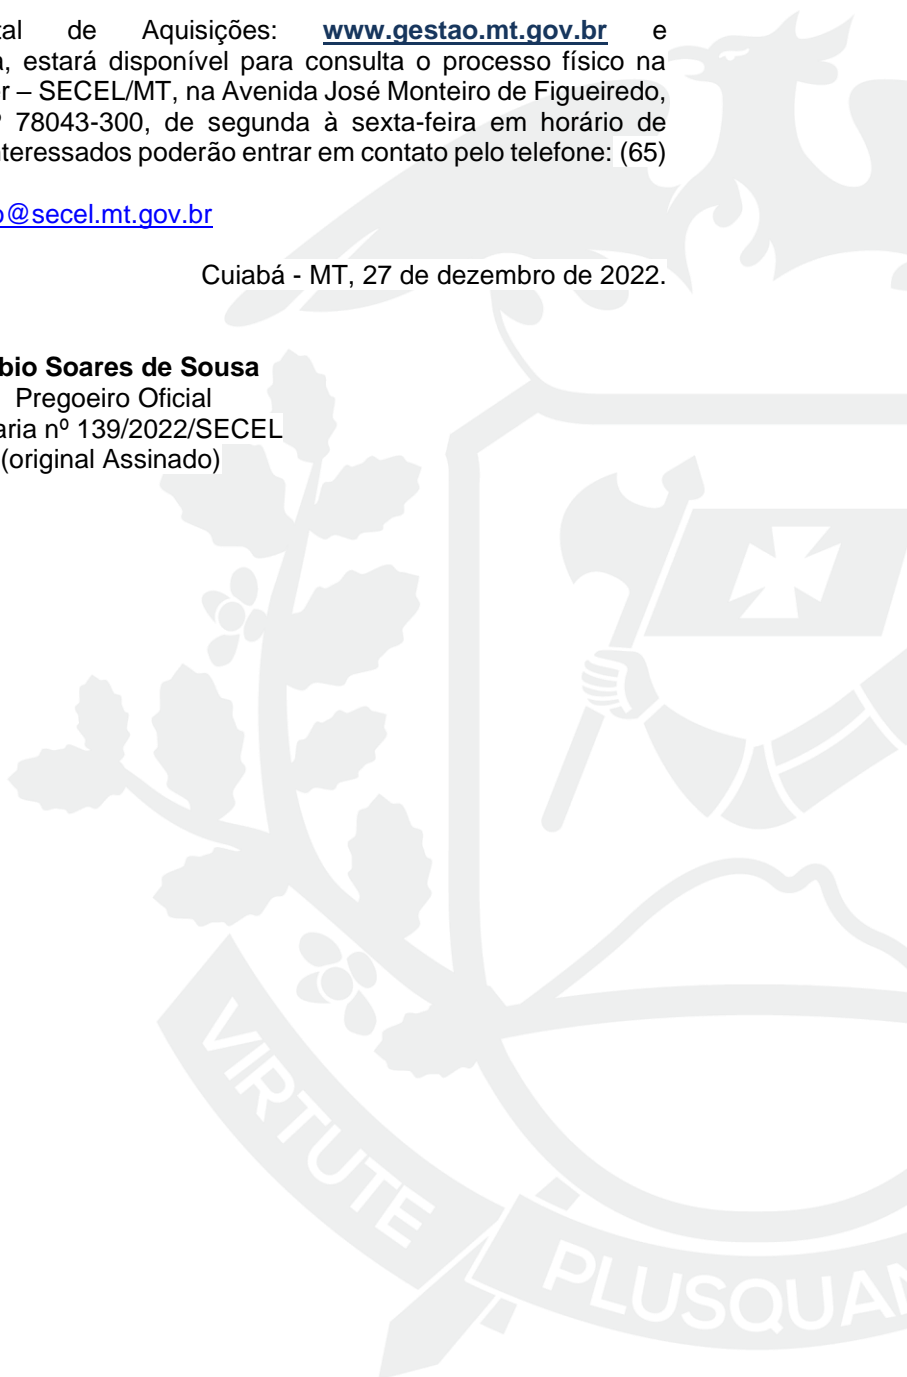 tal de Aquisições: www.gestao.mt.gov.br e
a, estará disponível para consulta o processo físico na
r – SECEL/MT, na Avenida José Monteiro de Figueiredo,
78043-300, de segunda à sexta-feira em horário de
nteressados poderão entrar em contato pelo telefone: (65)
o@secel.mt.gov.br
Cuiabá - MT, 27 de dezembro de 2022.
bio Soares de Sousa
Pregoeiro Oficial
aria nº 139/2022/SECEL
(original Assinado)
VIRTUTE
PLUSQUAM